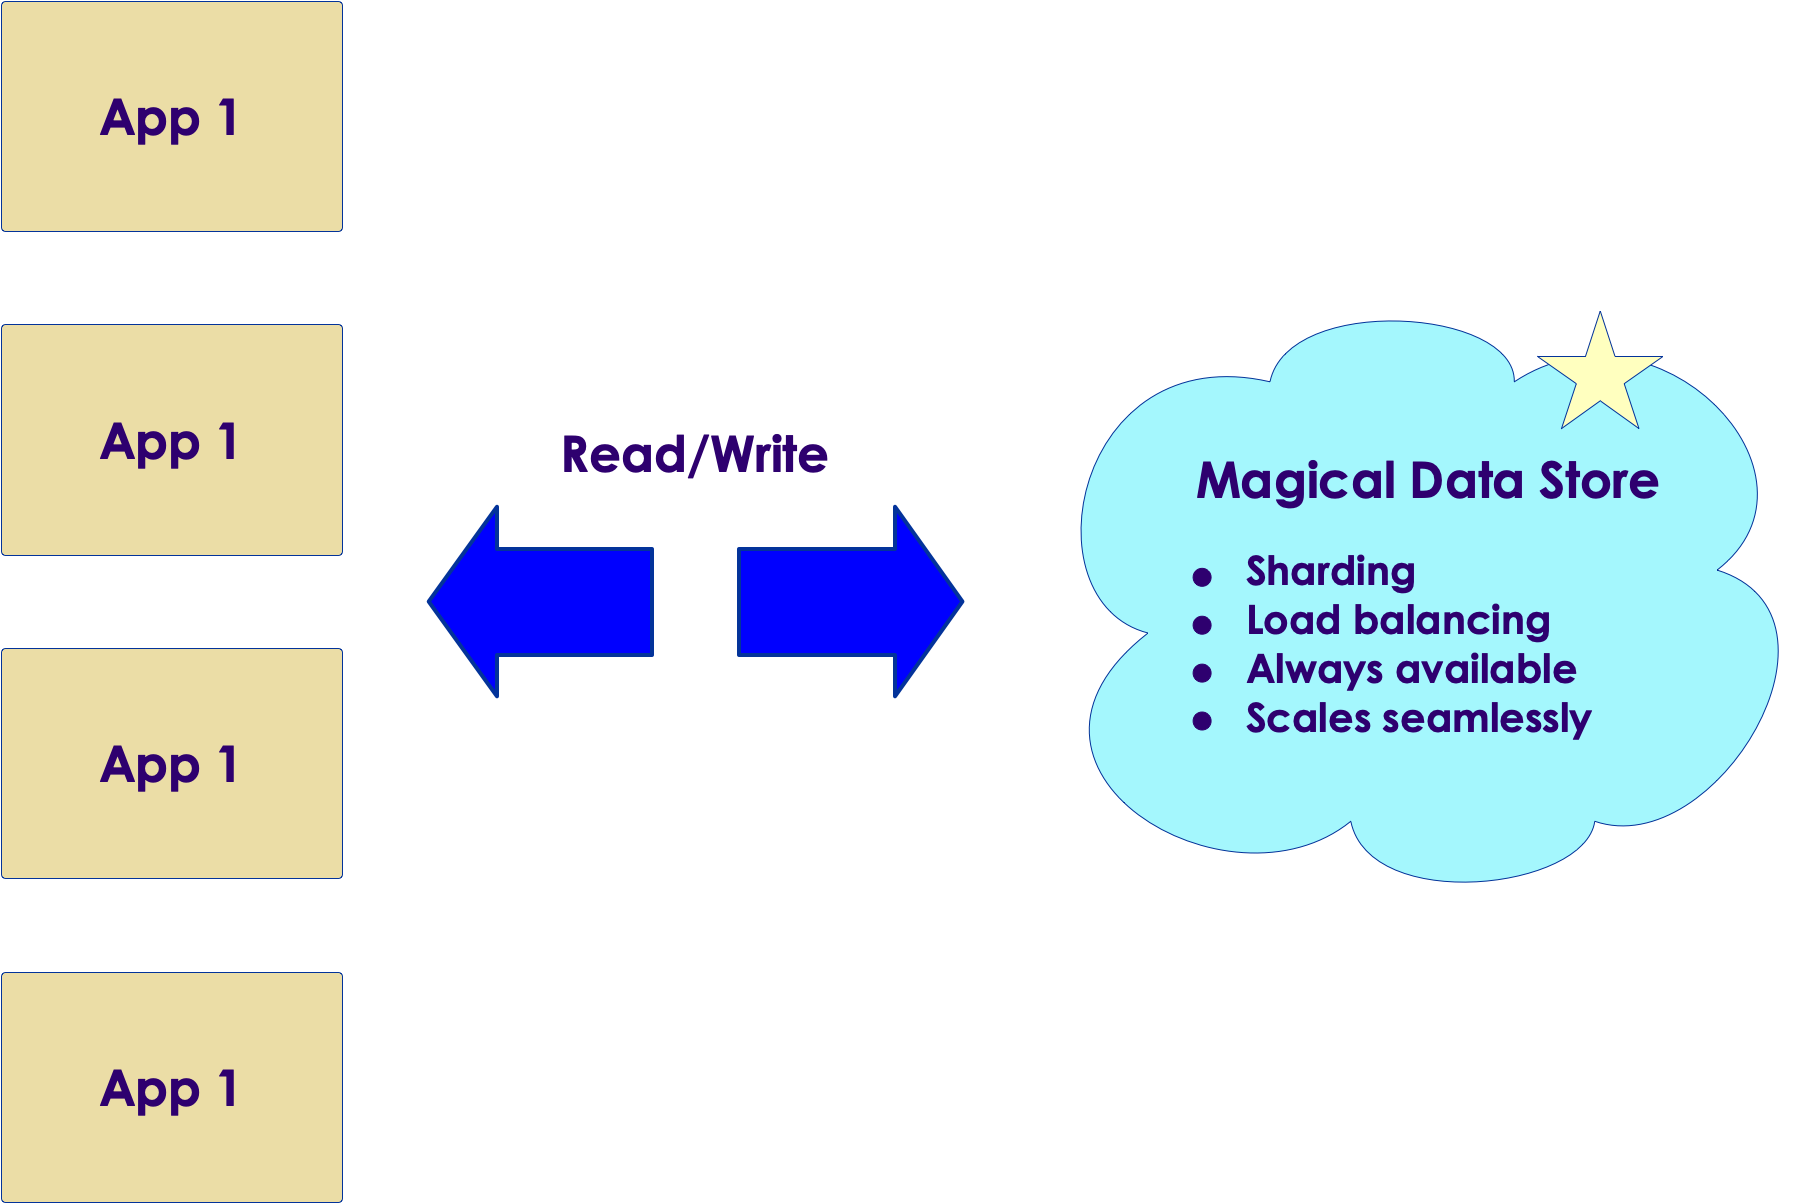 App 1
App 1
App 1
App 1
Read/Write
Magical Data Store
● Sharding
● Load balancing
● Always available
● Scales seamlessly